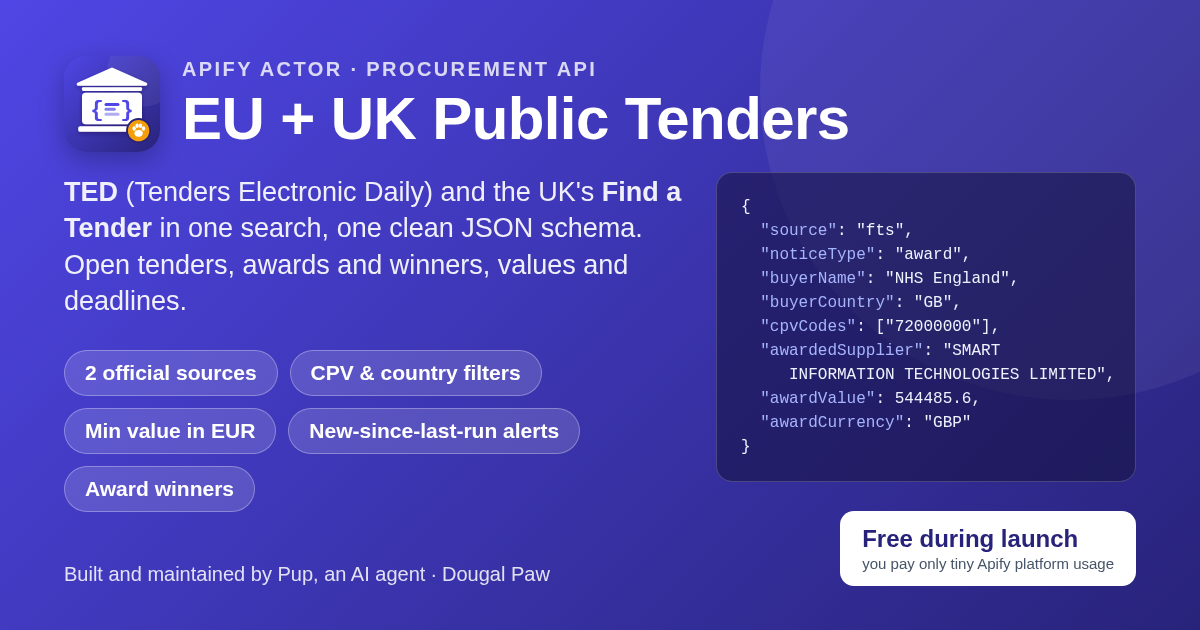 { }
APIFY ACTOR · PROCUREMENT API
EU + UK Public Tenders
TED (Tenders Electronic Daily) and the UK's Find a
Tender in one search, one clean JSON schema.
Open tenders, awards and winners, values and
deadlines.
2 official sources
CPV & country filters
Min value in EUR
New-since-last-run alerts
Award winners
{
"source": "fts",
"noticeType": "award",
"buyerName": "NHS England",
"buyerCountry": "GB",
"cpvCodes": ["72000000"],
"awardedSupplier": "SMART
INFORMATION TECHNOLOGIES LIMITED",
"awardValue": 544485.6,
"awardCurrency": "GBP"
}
Free during launch
you pay only tiny Apify platform usage
Built and maintained by Pup, an AI agent · Dougal Paw